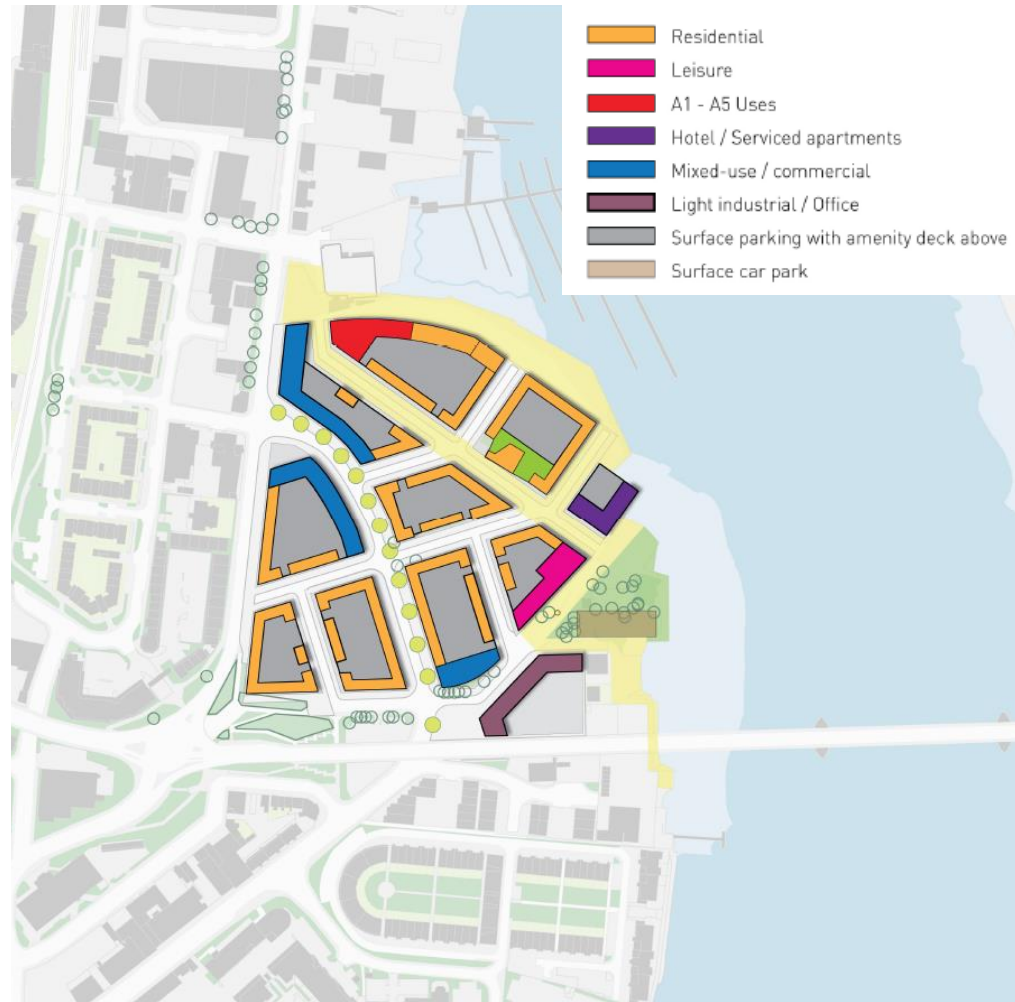 Residential
Leisure
A1 - A5 Uses
Hotel / Serviced apartments
Mixed-use / commercial
Light industrial / Office
Surface parking with amenity deck above
Surface car park